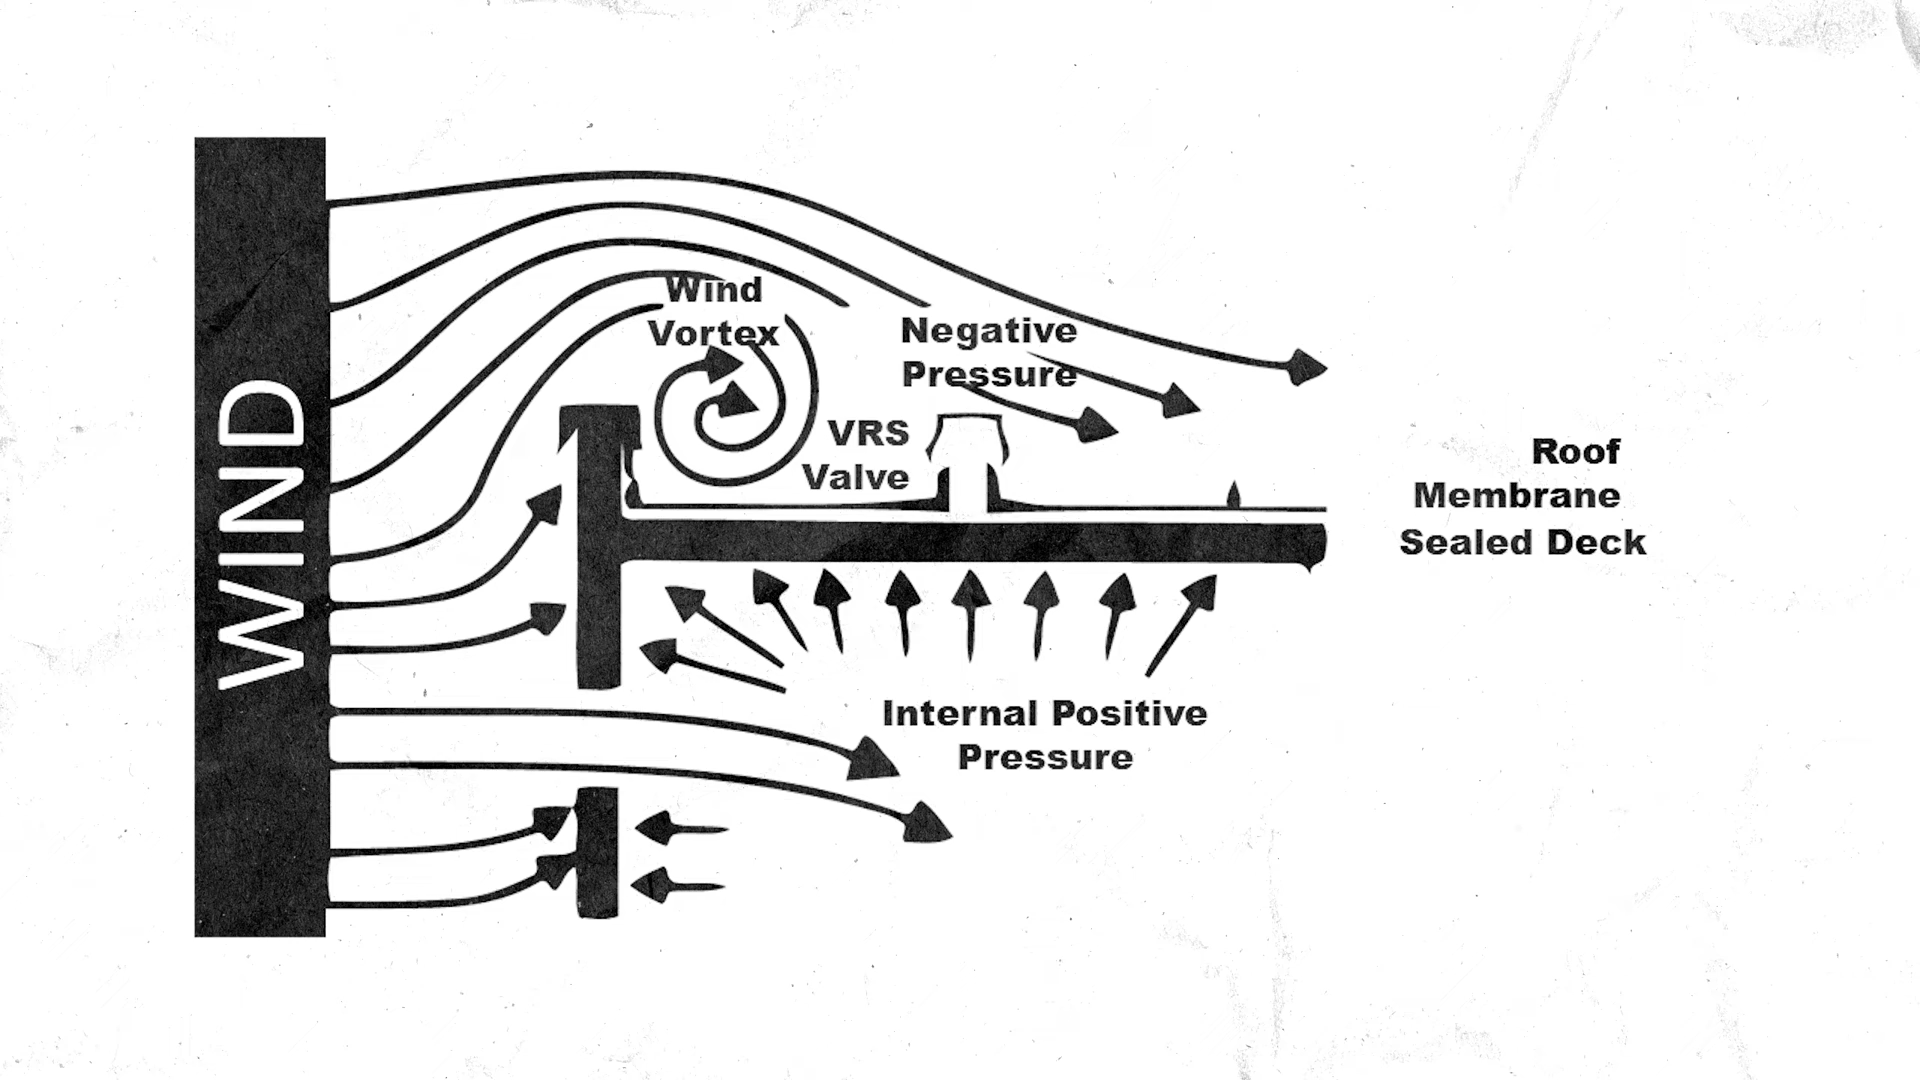 WIND
Wind
Vortex
Negative
Pressure
VRS
Valve
Roof
Membrane
Sealed Deck
Internal Positive
Pressure